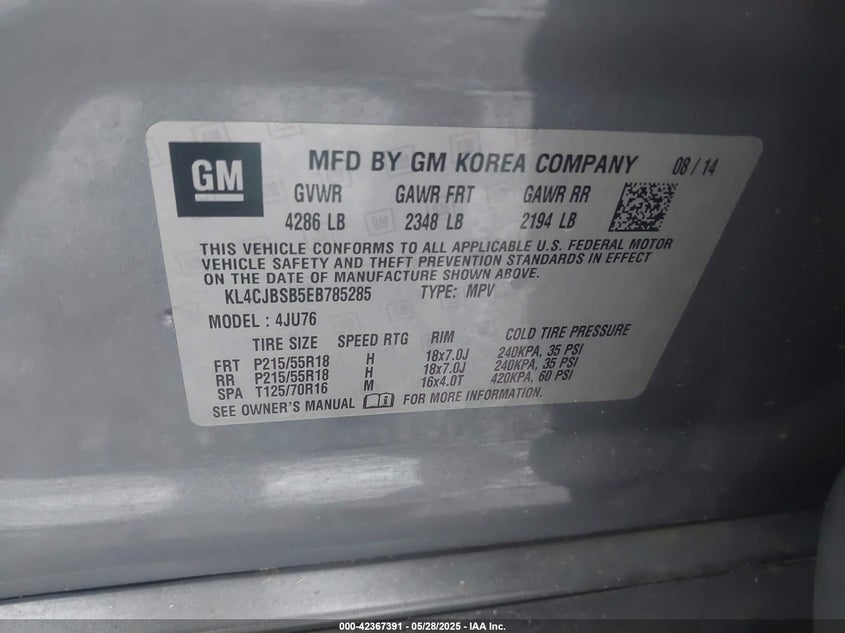 GM MFD BY GM KOREA COMPANY 08 / 14
GVWR GAWR FRT GAWR RR
4286 LB 2348 LB 2194 LB
THIS VEHICLE CONFORMS TO ALL APPLICABLE U.S. FEDERAL MOTOR
VEHICLE SAFETY AND THEFT PREVENTION STANDARDS IN EFFECT
ON THE DATE OF MANUFACTURE SHOWN ABOVE.
KL4CJBSB5EB785285 TYPE: MPV
MODEL : 4JU76
TIRE SIZE SPEED RTG RIM COLD TIRE PRESSURE
FRT P215/55R18 H 18x7.0J 240KPA, 35 PSI
RR P215/55R18 H 18x7.0J 240KPA, 35 PSI
SPA T125/70R16 M 16x4.0T 420KPA, 60 PSI
SEE OWNER'S MANUAL FOR MORE INFORMATION.
000-42367391 - 05/28/2025 - IAA Inc.